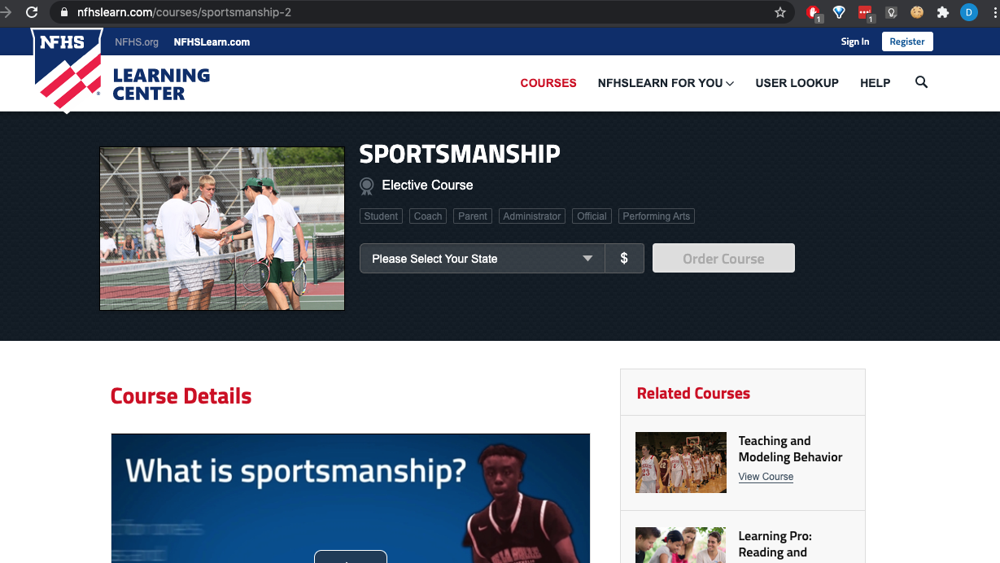 nfhslearn.com/courses/sportsmanship-2
1
1
D
NFHS
NFHS.org NFHSLearn.com
Sign In Register
LEARNING
CENTER
COURSES NFHSLEARN FOR YOU USER LOOKUP HELP
SPORTSMANSHIP
Elective Course
Student Coach Parent Administrator Official Performing Arts
Please Select Your State $ Order Course
Course Details
What is sportsmanship?
Related Courses
Teaching and
Modeling Behavior
View Course
Learning Pro:
Reading and